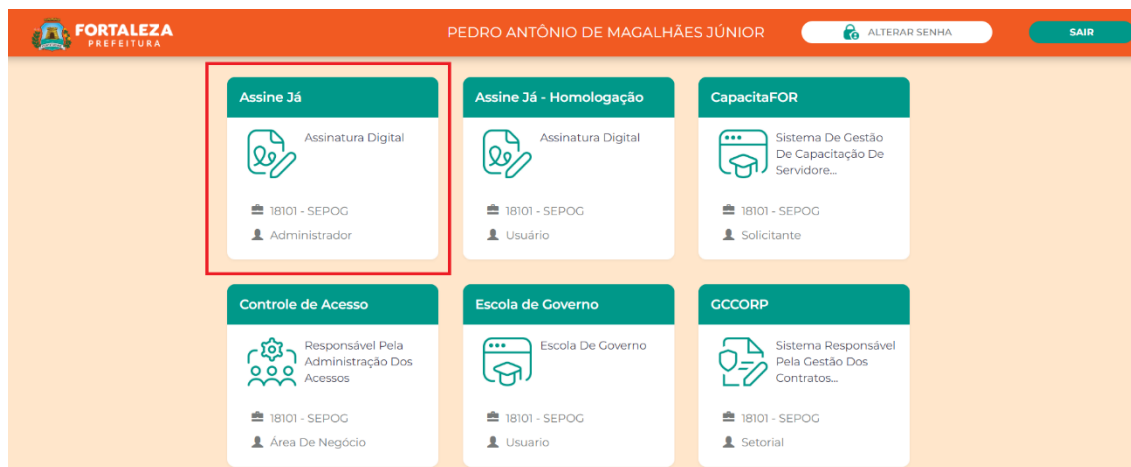 FORTALEZA
PREFEITURA
PEDRO ANTÔNIO DE MAGALHÃES JÚNIOR
ALTERAR SENHA
SAIR
Assine Já
Assinatura Digital
18101 - SEPOG
Administrador
Assine Já - Homologação
Assinatura Digital
18101 - SEPOG
Usuário
CapacitaFOR
Sistema De Gestão
De Capacitação De
Servidore...
18101 - SEPOG
Solicitante
Controle de Acesso
Responsável Pela
Administração Dos
Acessos
18101 - SEPOG
Área De Negócio
Escola de Governo
Escola De Governo
18101 - SEPOG
Usuario
GCCORP
Sistema Responsável
Pela Gestão Dos
Contratos...
18101 - SEPOG
Setorial